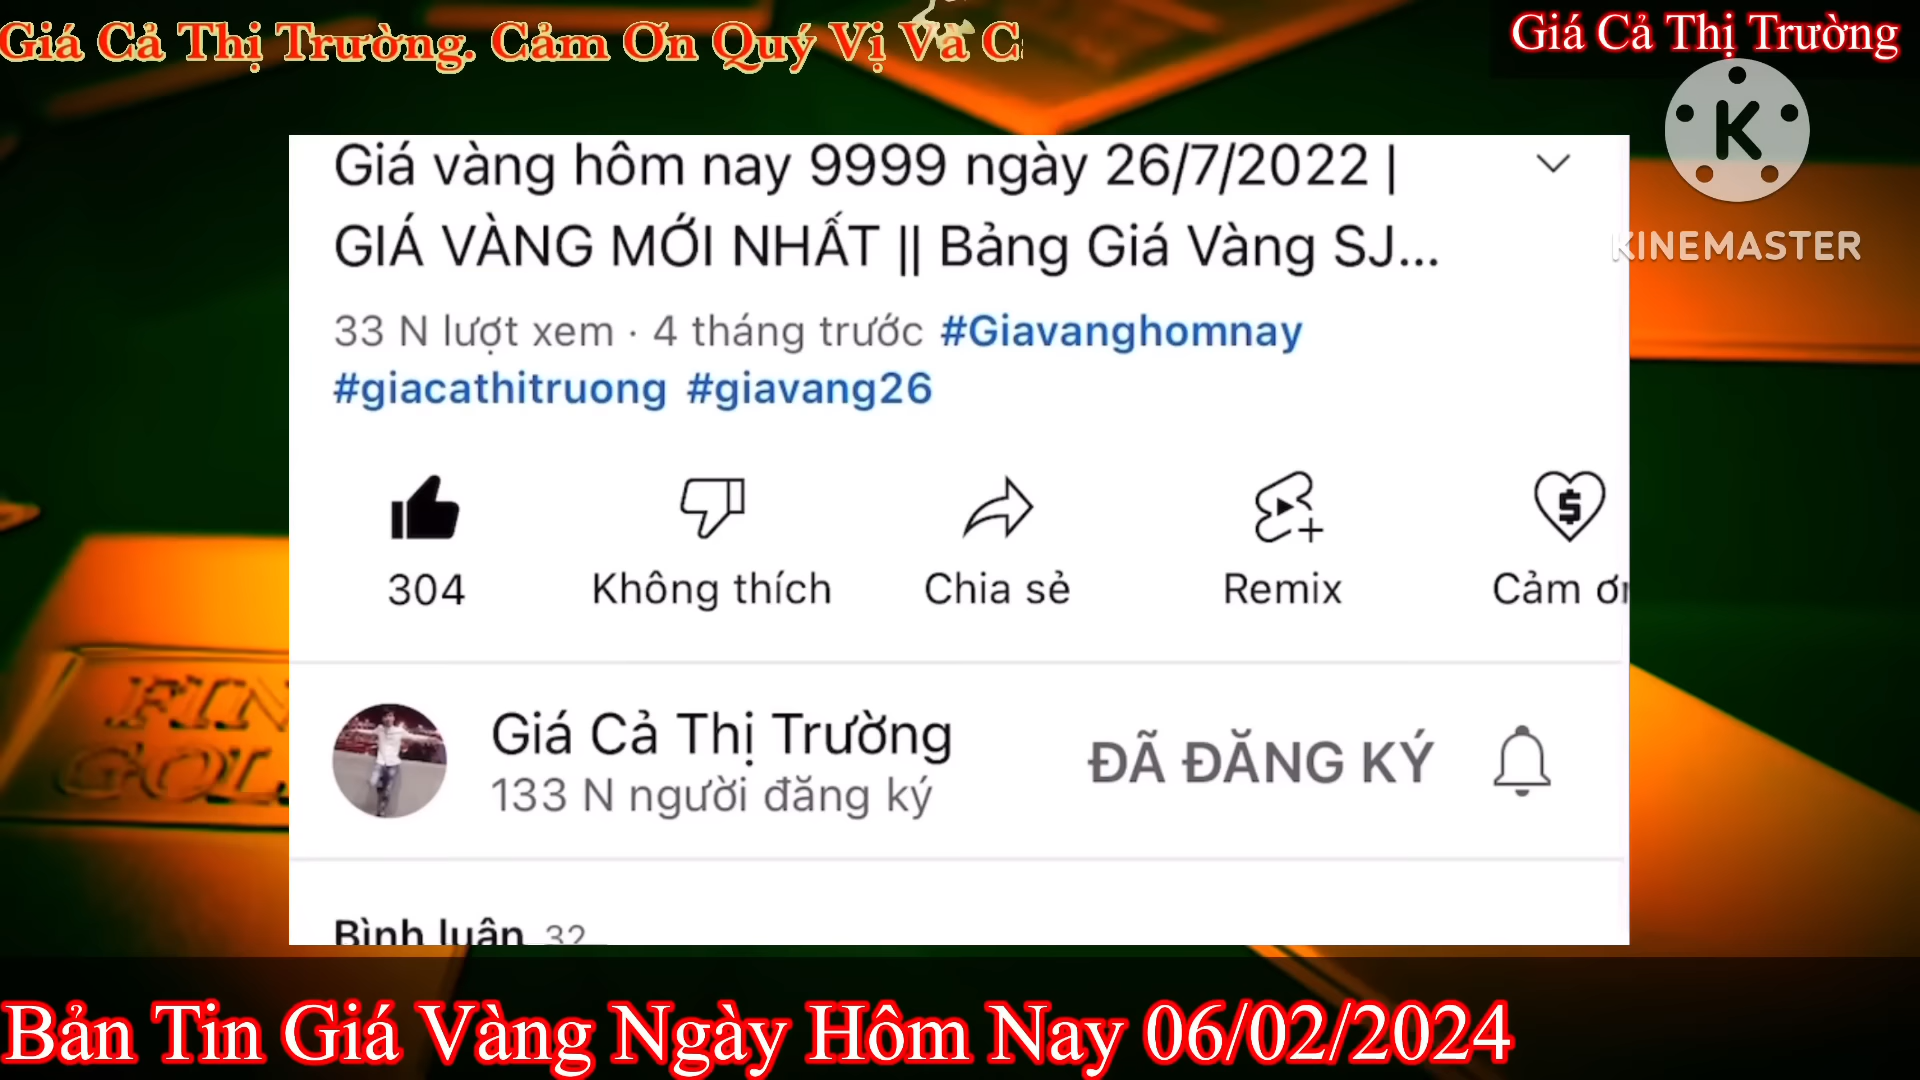 Giá Cả Thị Trường. Cảm Ơn Quý Vị Và C
Giá Cả Thị Trường
K
KINEMASTER
Giá vàng hôm nay 9999 ngày 26/7/2022 |
GIÁ VÀNG MỚI NHẤT || Bảng Giá Vàng SJ...
33 N lượt xem · 4 tháng trước #Giavanghomnay
#giacathitruong #giavang26
304 Không thích Chia sẻ Remix Cảm ơn
FIN
GOL
Giá Cả Thị Trường
133 N người đăng ký
ĐÃ ĐĂNG KÝ
Bình luận 32
Bản Tin Giá Vàng Ngày Hôm Nay 06/02/2024